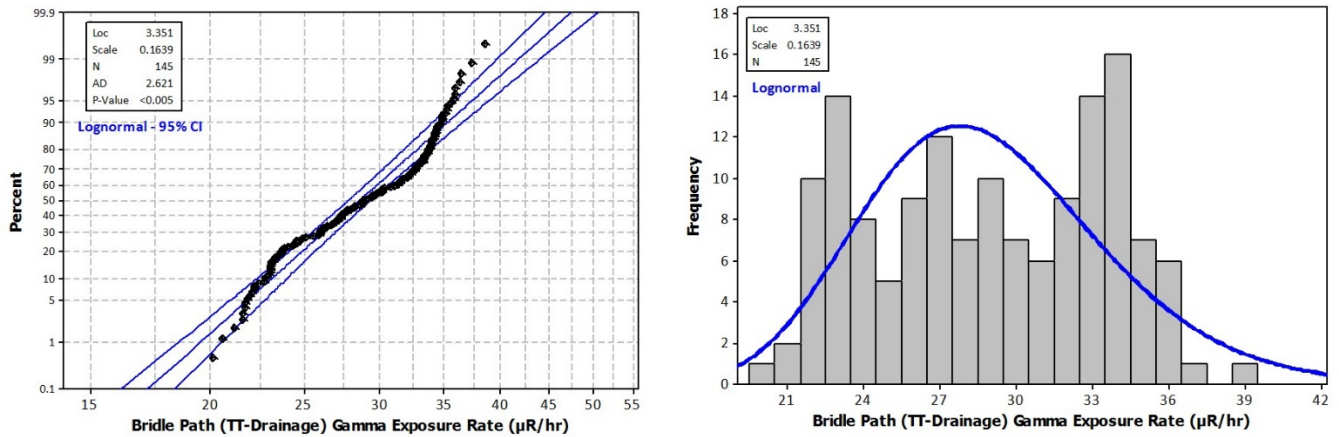 99.9
99
95
90
80
70
60
50
40
30
20
10
5
1
0.1
Percent
Loc 3.351
Scale 0.1639
N 145
AD 2.621
P-Value <0.005
Lognormal - 95% CI
15 20 25 30 35 40 45 50 55
Bridle Path (TT-Drainage) Gamma Exposure Rate (µR/hr)
18
16
14
12
10
8
6
4
2
0
Frequency
Loc 3.351
Scale 0.1639
N 145
Lognormal
21 24 27 30 33 36 39 42
Bridle Path (TT-Drainage) Gamma Exposure Rate (µR/hr)